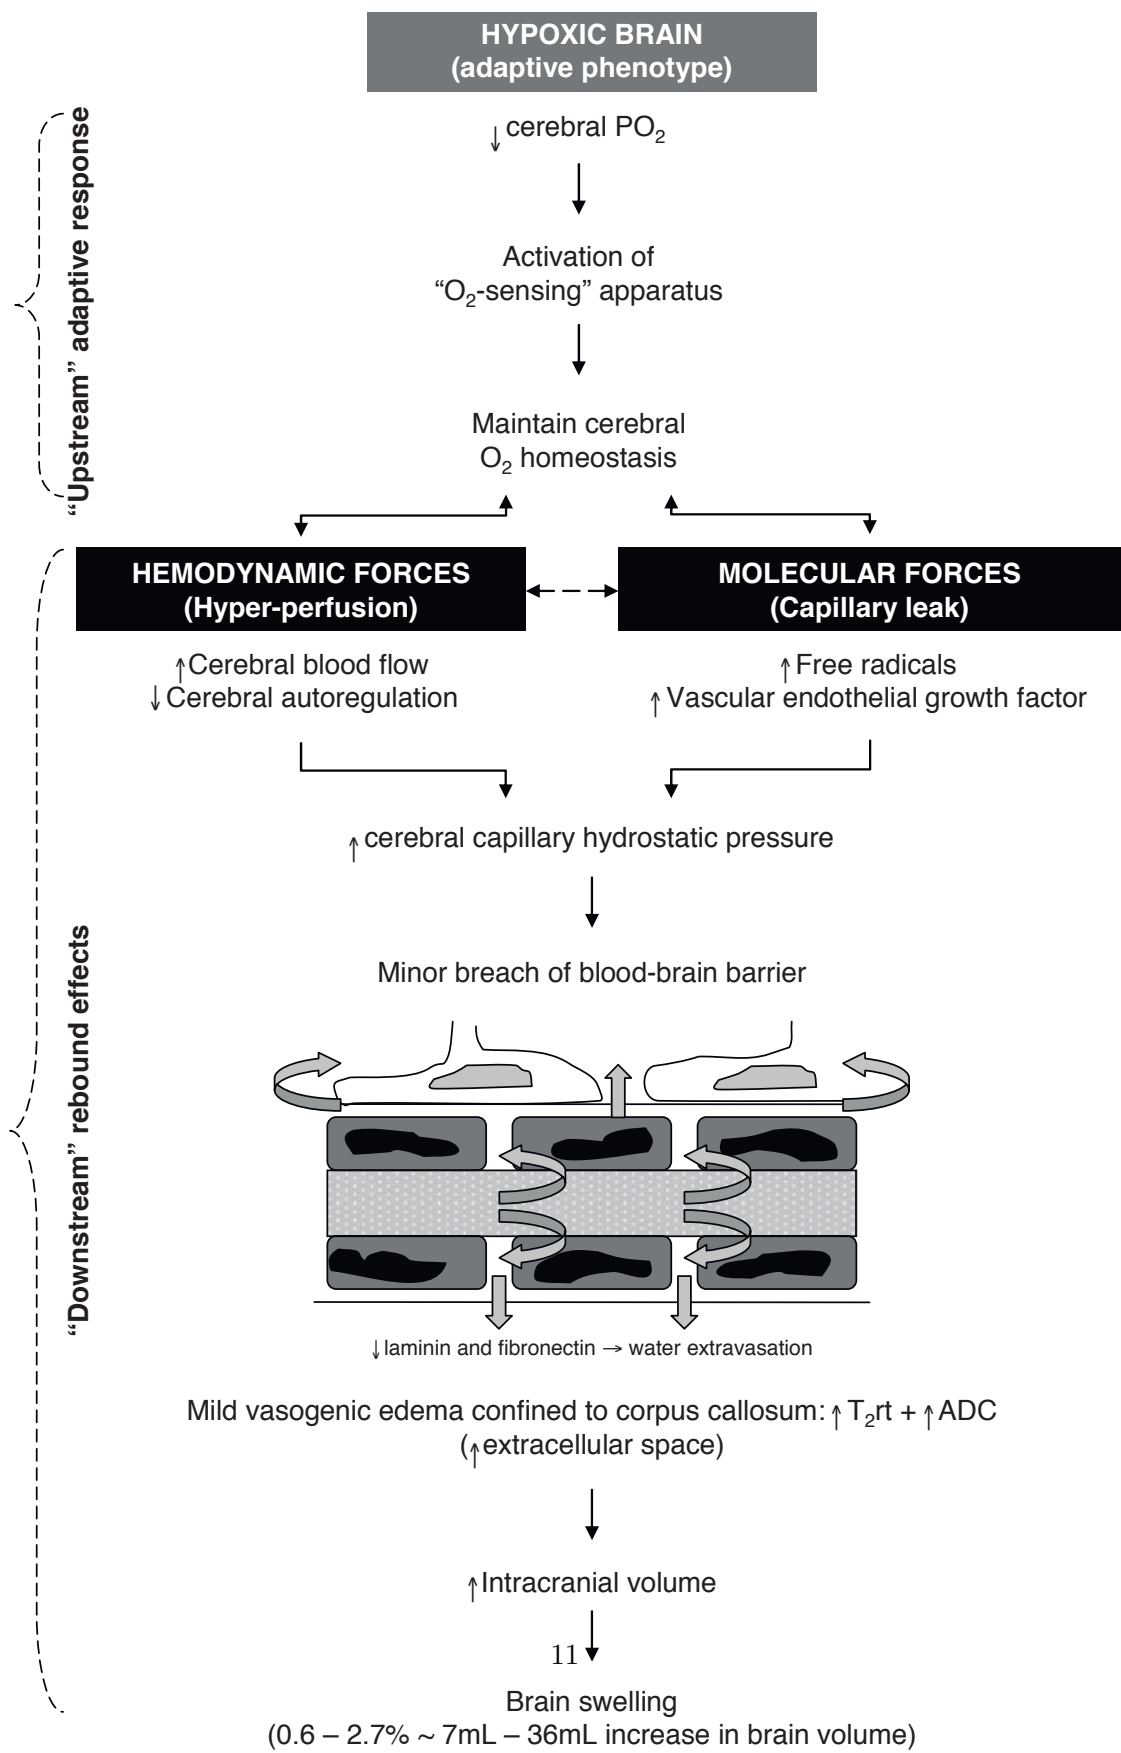 HYPOXIC BRAIN
(adaptive phenotype)
“Upstream” adaptive response
↓ cerebral PO₂
Activation of
“O₂-sensing” apparatus
Maintain cerebral
O₂ homeostasis
“Downstream” rebound effects
HEMODYNAMIC FORCES
(Hyper-perfusion)
MOLECULAR FORCES
(Capillary leak)
↑Cerebral blood flow
↓ Cerebral autoregulation
↑ Free radicals
↑ Vascular endothelial growth factor
↑ cerebral capillary hydrostatic pressure
Minor breach of blood-brain barrier
↓ laminin and fibronectin → water extravasation
Mild vasogenic edema confined to corpus callosum: ↑ T₂rt + ↑ ADC
(↑ extracellular space)
↑ Intracranial volume
11
Brain swelling
(0.6 – 2.7% ~ 7mL – 36mL increase in brain volume)